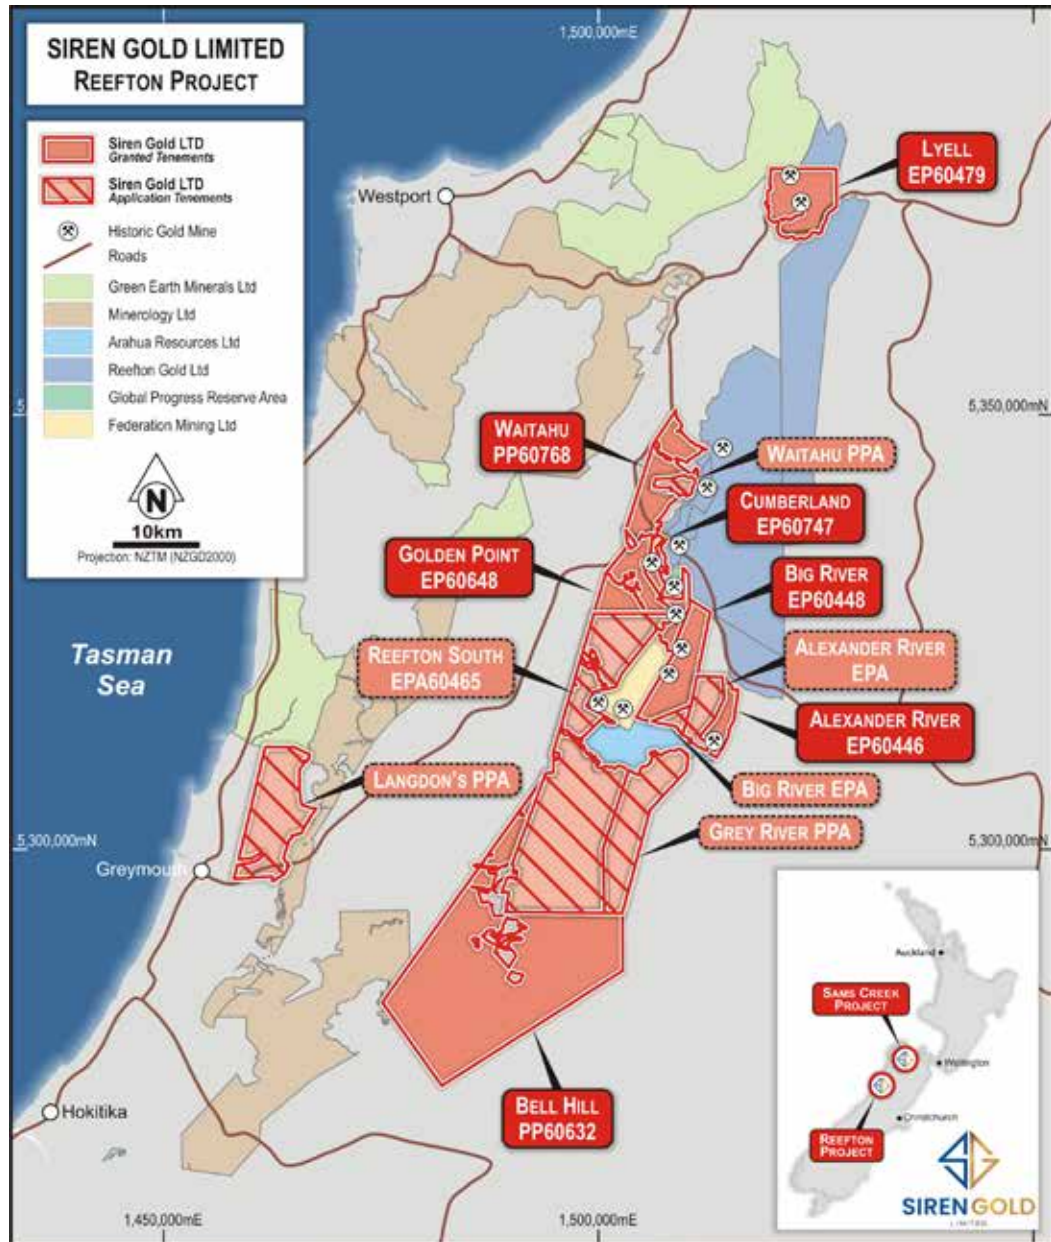 SIREN GOLD LIMITED
REEFTON PROJECT
Siren Gold LTD
Granted Tenements
Siren Gold LTD
Application Tenements
Historic Gold Mine
Roads
Green Earth Minerals Ltd
Minerology Ltd
Arahua Resources Ltd
Reefton Gold Ltd
Global Progress Reserve Area
Federation Mining Ltd
N
10km
Projection: NZTM (NZGD2000)
1,500,000mE
LYELL
EP60479
Westport
5
5,350,000mN
WAITAHU
PP60768
WAITAHU PPA
CUMBERLAND
EP60747
GOLDEN POINT
EP60648
BIG RIVER
EP60448
Tasman
Sea
REEFTON SOUTH
EPA60465
ALEXANDER RIVER
EPA
ALEXANDER RIVER
EP60446
LANGDON'S PPA
BIG RIVER EPA
GREY RIVER PPA
5,300,000mN
5,300,000mN
Greymouth
Auckland
SAMS CREEK
PROJECT
Wellington
Christchurch
REEFTON
PROJECT
BELL HILL
PP60632
Hokitika
SIREN GOLD
LIMITED
1,450,000mE
1,500,000mE